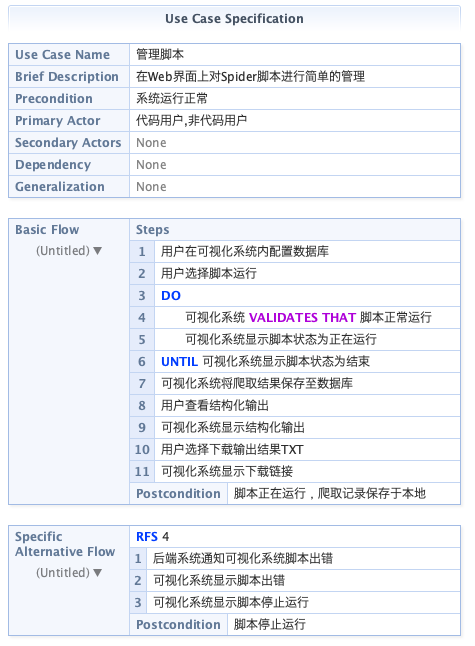 Use Case Specification
Use Case Name 管理脚本
Brief Description 在Web界面上对Spider脚本进行简单的管理
Precondition 系统运行正常
Primary Actor 代码用户,非代码用户
Secondary Actors None
Dependency None
Generalization None
Basic Flow Steps
(Untitled) ▼
1 用户在可视化系统内配置数据库
2 用户选择脚本运行
3 DO
4 可视化系统 VALIDATES THAT 脚本正常运行
5 可视化系统显示脚本状态为正在运行
6 UNTIL 可视化系统显示脚本状态为结束
7 可视化系统将爬取结果保存至数据库
8 用户查看结构化输出
9 可视化系统显示结构化输出
10 用户选择下载输出结果TXT
11 可视化系统显示下载链接
Postcondition 脚本正在运行，爬取记录保存于本地
Specific
Alternative Flow
(Untitled) ▼
RFS 4
1 后端系统通知可视化系统脚本出错
2 可视化系统显示脚本出错
3 可视化系统显示脚本停止运行
Postcondition 脚本停止运行